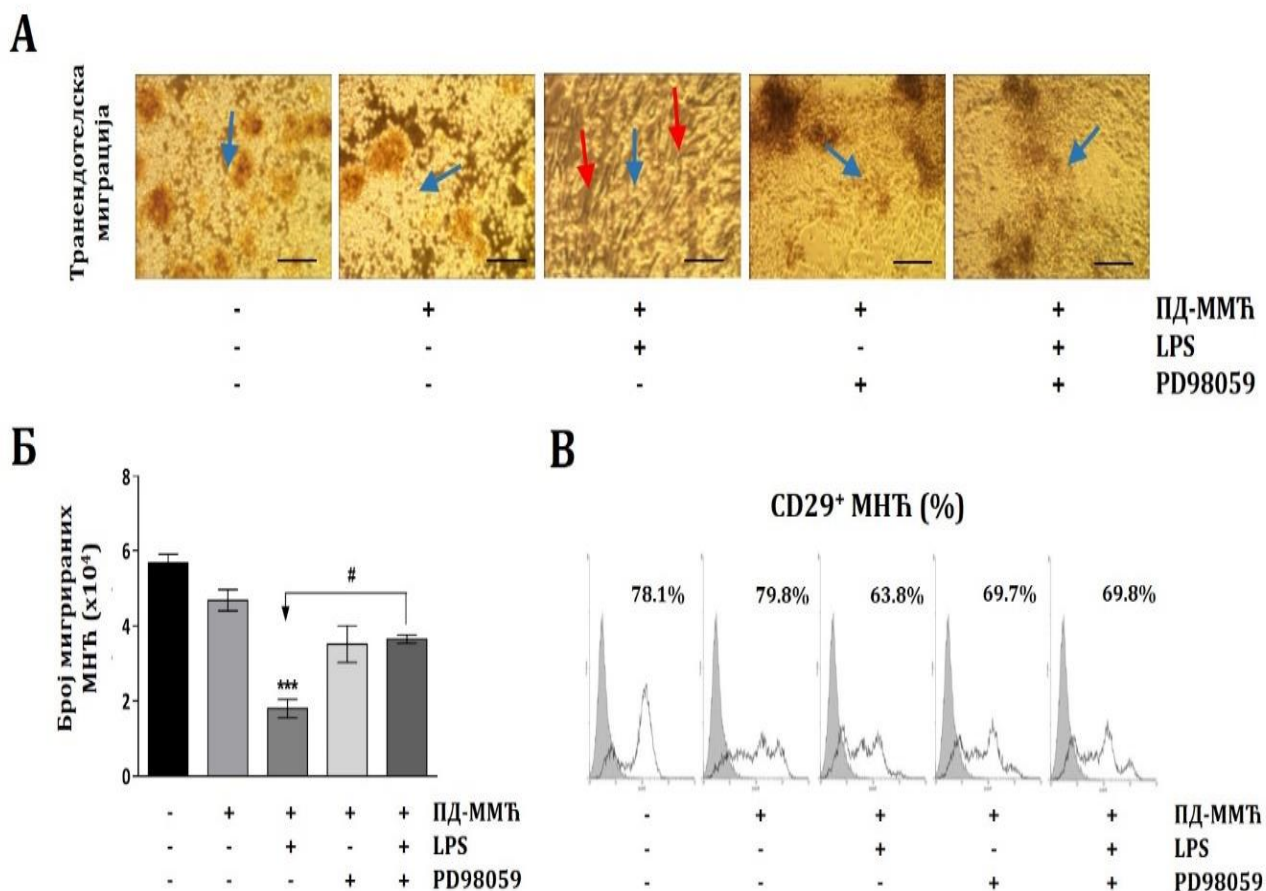 А
Транендотелска
миграција
- + + + + ПД-ММЋ
- - + - + LPS
- - - + + PD98059
Б
Број мигрираних
МНЋ (x10⁴)
8
6
4
2
0
***
#
- + + + + ПД-ММЋ
- - + - + LPS
- - - + + PD98059
В
CD29⁺ МНЋ (%)
78.1% 79.8% 63.8% 69.7% 69.8%
- + + + + ПД-ММЋ
- - + - + LPS
- - - + + PD98059